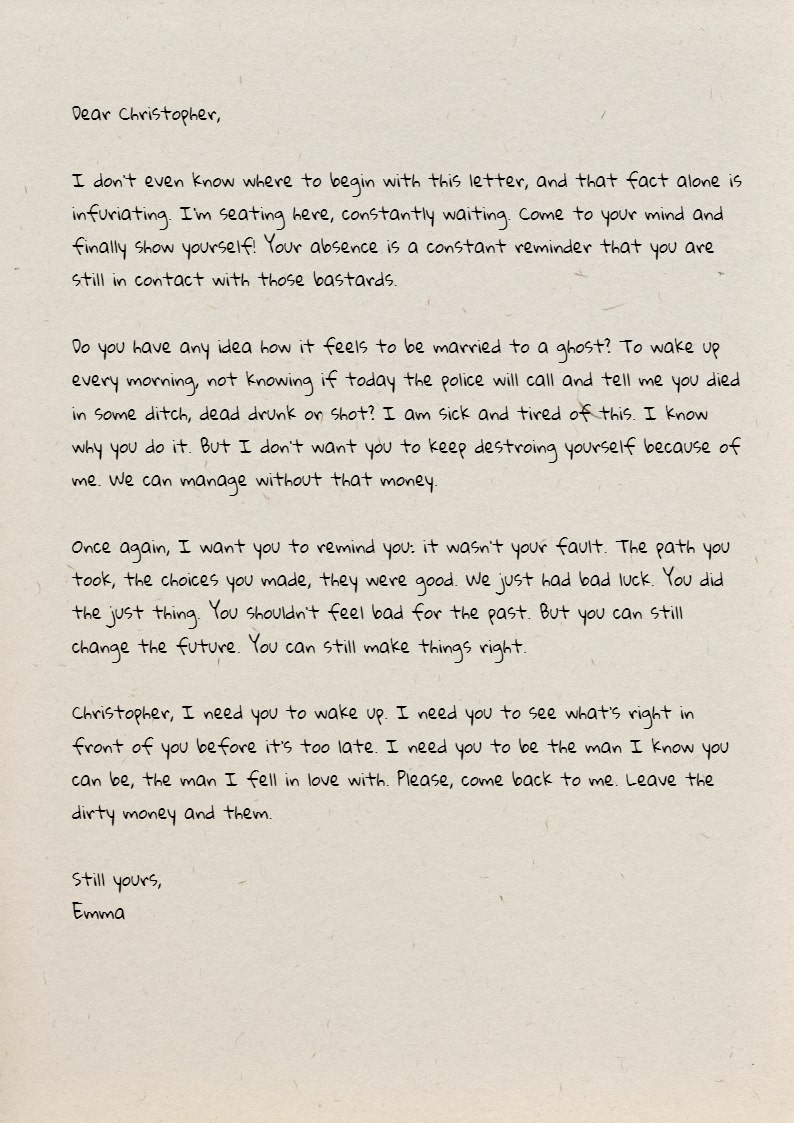 Dear Christopher,
I don't even know where to begin with this letter, and that fact alone is
infuriating. I'm seating here, constantly waiting. Come to your mind and
finally show yourself! Your absence is a constant reminder that you are
still in contact with those bastards.
Do you have any idea how it feels to be married to a ghost? To wake up
every morning, not knowing if today the police will call and tell me you died
in some ditch, dead drunk or shot? I am sick and tired of this. I know
why you do it. But I don't want you to keep destroing yourself because of
me. We can manage without that money.
Once again, I want you to remind you: it wasn't your fault. The path you
took, the choices you made, they were good. We just had bad luck. You did
the just thing. You shouldn't feel bad for the past. But you can still
change the future. You can still make things right.
Christopher, I need you to wake up. I need you to see what's right in
front of you before it's too late. I need you to be the man I know you
can be, the man I fell in love with. Please, come back to me. Leave the
dirty money and them.
Still yours,
Emma